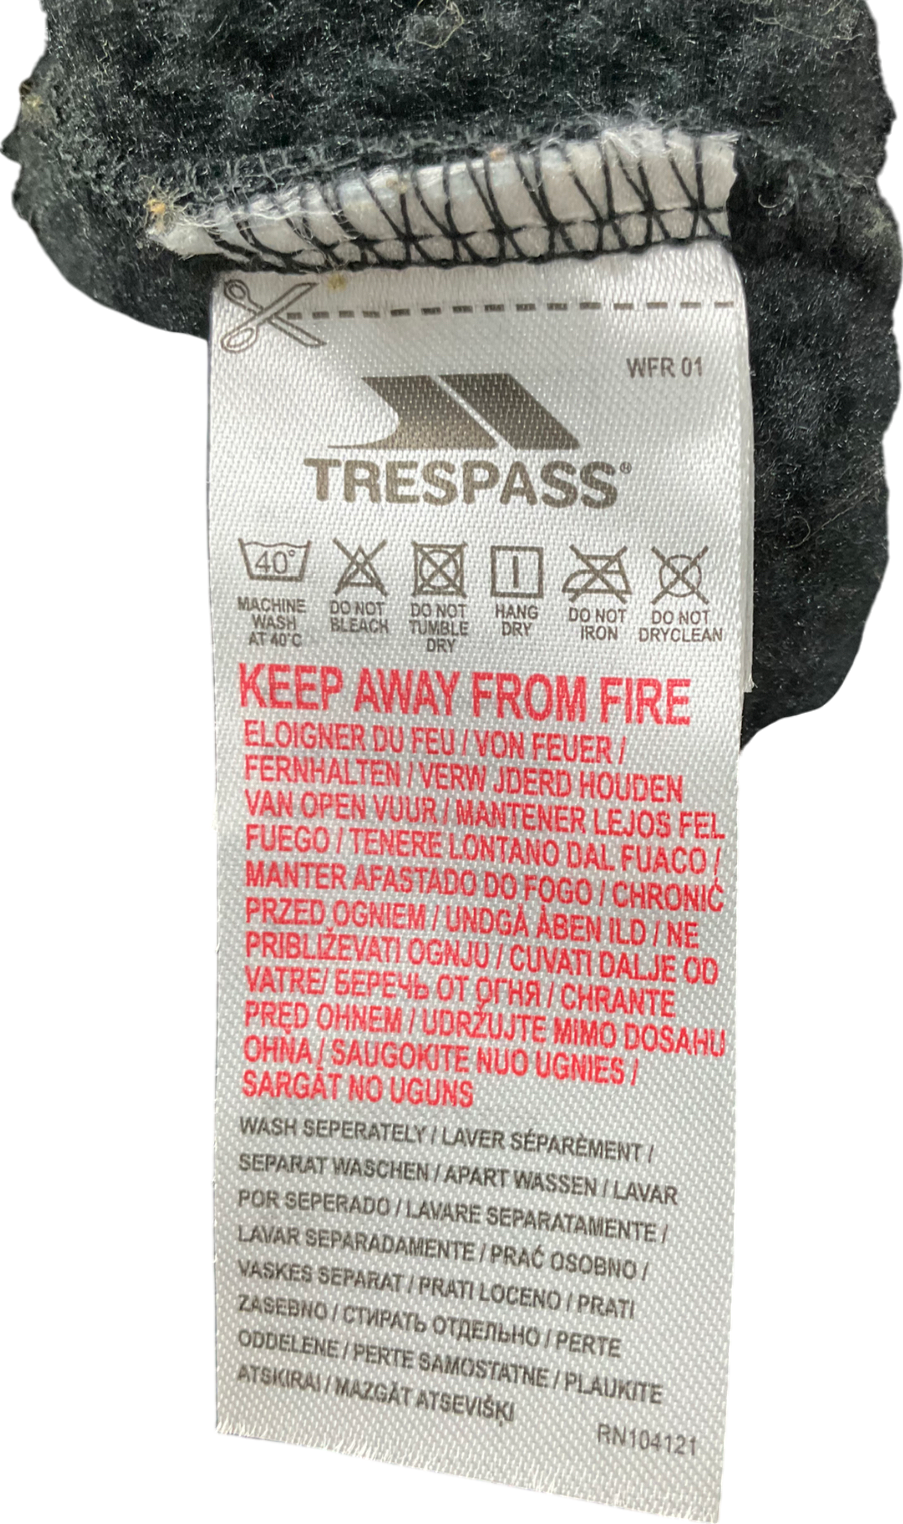 WFR 01
TRESPASS®
40°
MACHINE WASH AT 40°C
DO NOT BLEACH
DO NOT TUMBLE DRY
HANG DRY
DO NOT IRON
DO NOT DRYCLEAN
KEEP AWAY FROM FIRE
ELOIGNER DU FEU / VON FEUER /
FERNHALTEN / VERW JDERD HOUDEN
VAN OPEN VUUR / MANTENER LEJOS FEL
FUEGO / TENERE LONTANO DAL FUACO /
MANTER AFASTADO DO FOGO / CHRONIĆ
PRZED OGNIEM / UNDGÅ ÅBEN ILD / NE
PRIBLIŽEVATI OGNJU / CUVATI DALJE OD
VATRE/ БЕРЕЧЬ ОТ ОГНЯ / CHRANTE
PRED OHNEM / UDRŽUJTE MIMO DOSAHU
OHNA / SAUGOKITE NUO UGNIES /
SARGĀT NO UGUNS
WASH SEPERATELY / LAVER SÉPARÈMENT /
SEPARAT WASCHEN / APART WASSEN / LAVAR
POR SEPERADO / LAVARE SEPARATAMENTE /
LAVAR SEPARADAMENTE / PRAĆ OSOBNO /
VASKES SEPARAT / PRATI LOCENO / PRATI
ZASEBNO / СТИРАТЬ ОТДЕЛЬНО / PERTE
ODDELENE / PERTE SAMOSTATNE / PLAUKITE
ATSKIRAI / MAZGĀT ATSEVIŠĶI
RN104121